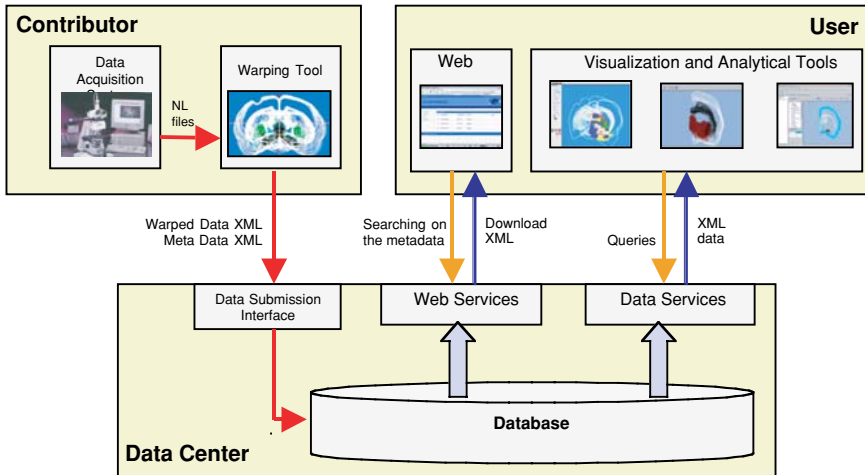 Contributor
User
Data
Acquisition
NL
files
Warping Tool
Web
Visualization and Analytical Tools
Warped Data XML
Meta Data XML
Searching on
the metadata
Download
XML
Queries
XML
data
Data Submission
Interface
Web Services
Data Services
Database
Data Center